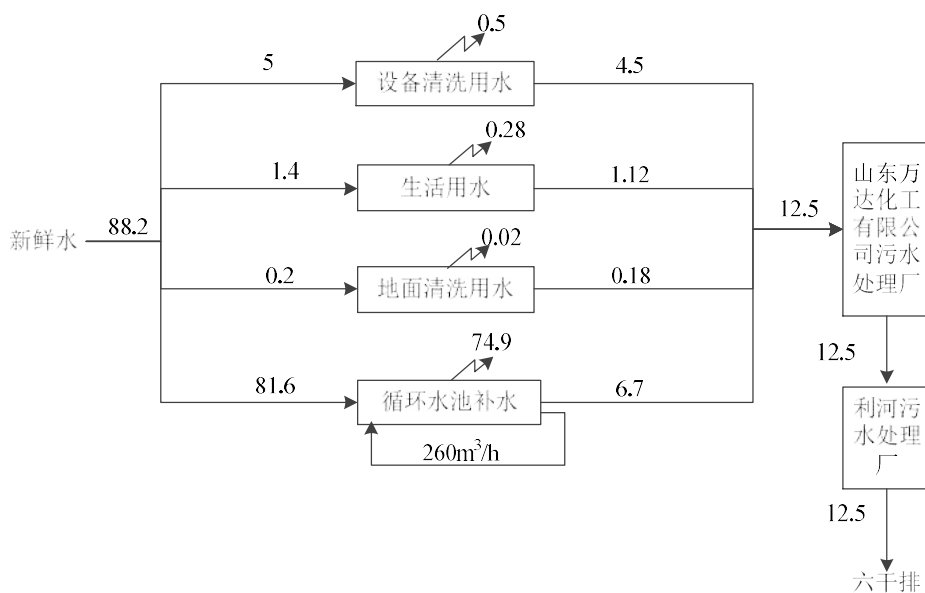 0.5
5
设备清洗用水
4.5
0.28
1.4
生活用水
1.12
新鲜水
88.2
0.02
0.2
地面清洗用水
0.18
74.9
81.6
循环水池补水
6.7
260m³/h
12.5
山东万
达化工
有限公
司污水
处理厂
12.5
利河污
水处理
厂
12.5
六干排